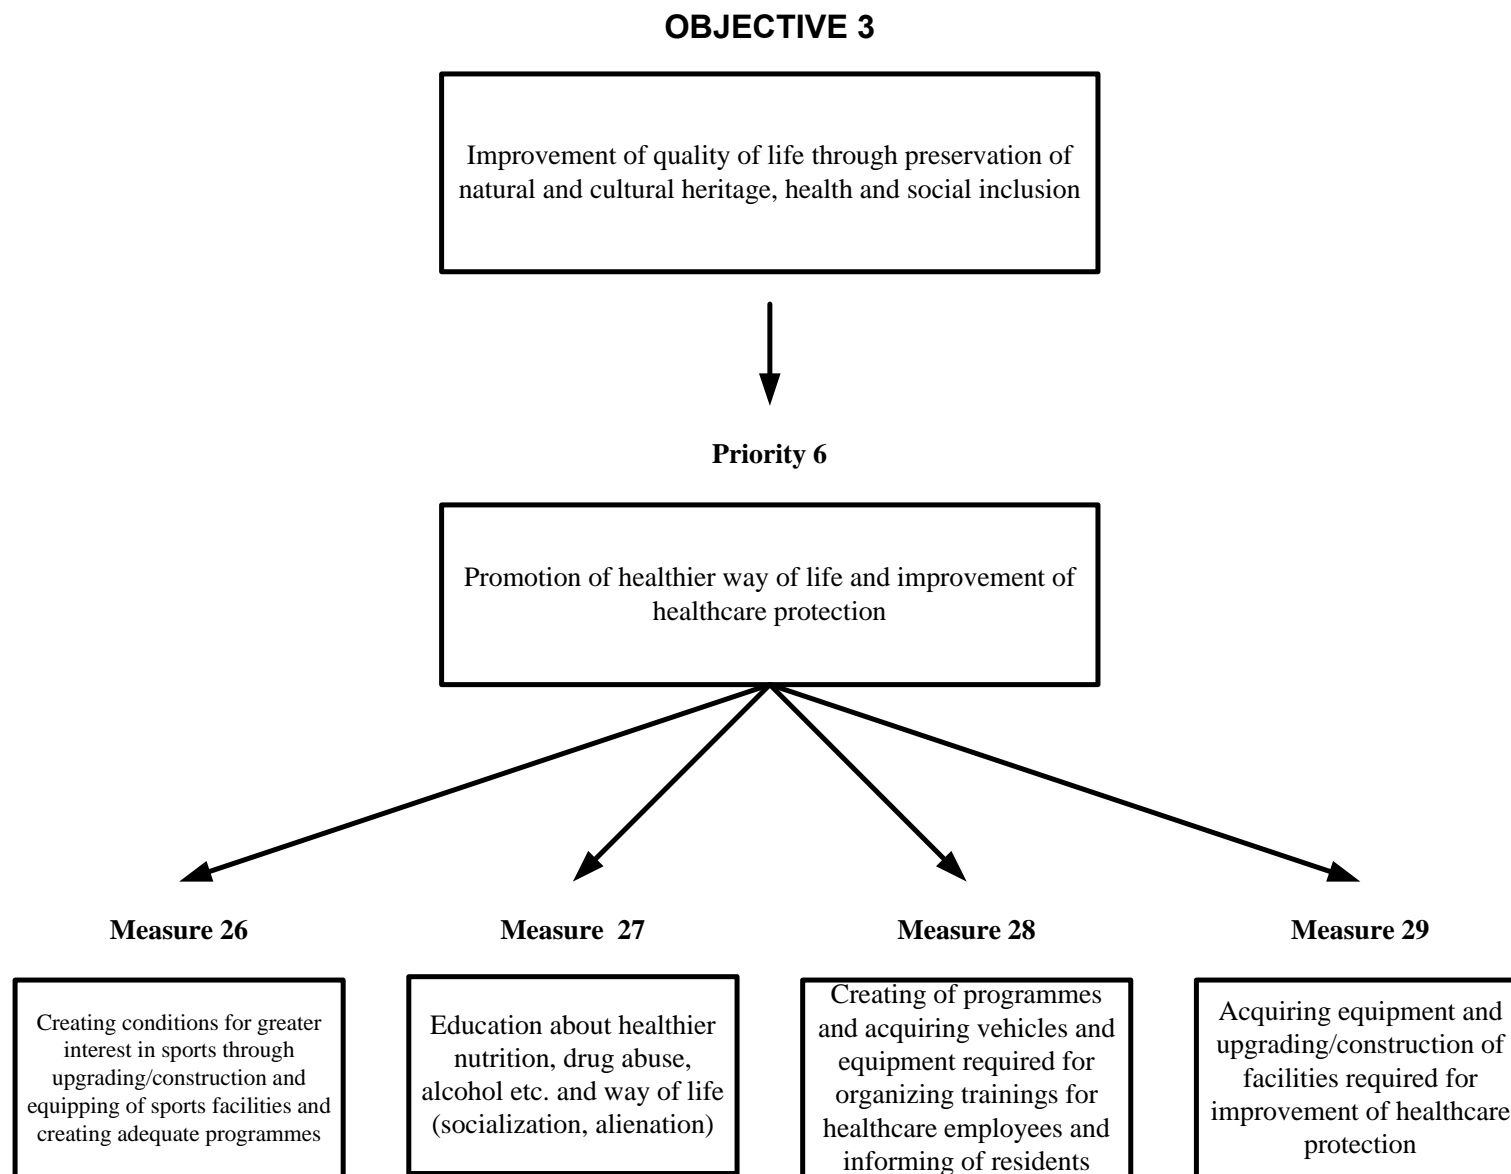 OBJECTIVE 3
Improvement of quality of life through preservation of
natural and cultural heritage, health and social inclusion
Priority 6
Promotion of healthier way of life and improvement of
healthcare protection
Measure 26
Creating conditions for greater
interest in sports through
upgrading/construction and
equipping of sports facilities and
creating adequate programmes
Measure  27
Education about healthier
nutrition, drug abuse,
alcohol etc. and way of life
(socialization, alienation)
Measure 28
Creating of programmes
and acquiring vehicles and
equipment required for
organizing trainings for
healthcare employees and
informing of residents
Measure 29
Acquiring equipment and
upgrading/construction of
facilities required for
improvement of healthcare
protection